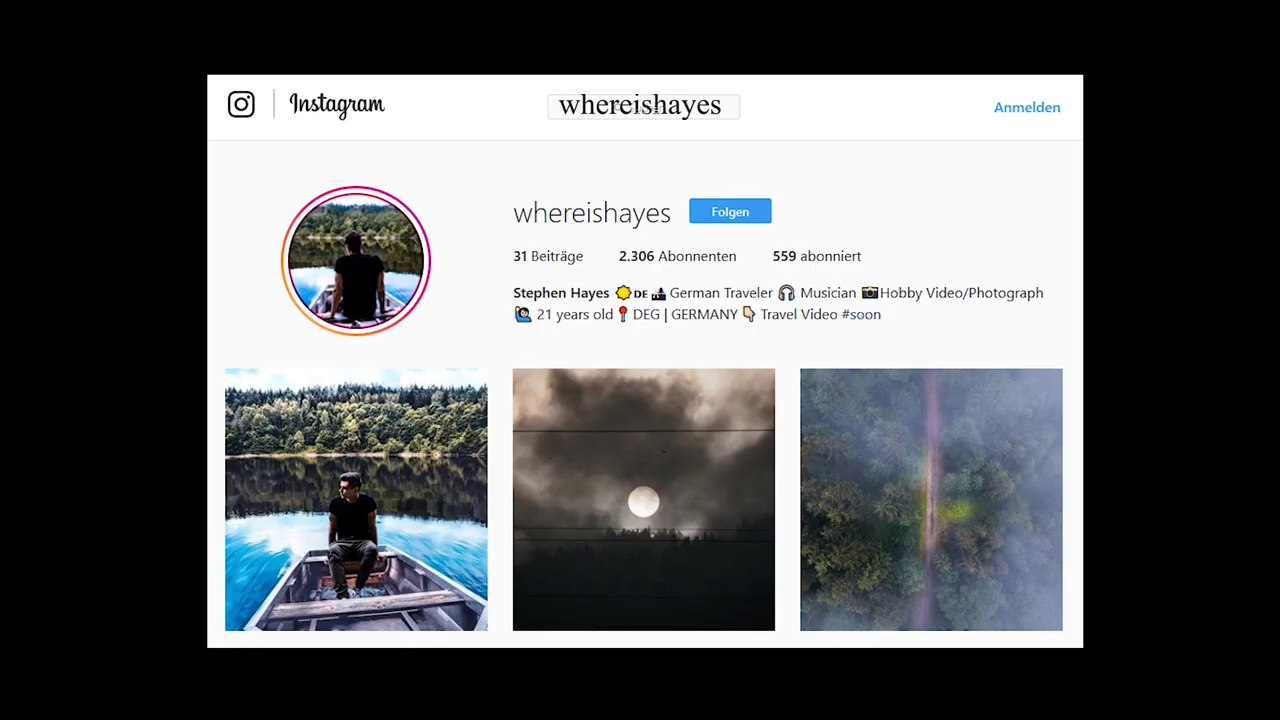 Instagram
whereishayes
Anmelden
whereishayes Folgen
31 Beiträge 2.306 Abonnenten 559 abonniert
Stephen Hayes DE German Traveler Musician Hobby Video/Photograph
21 years old DEG | GERMANY Travel Video #soon